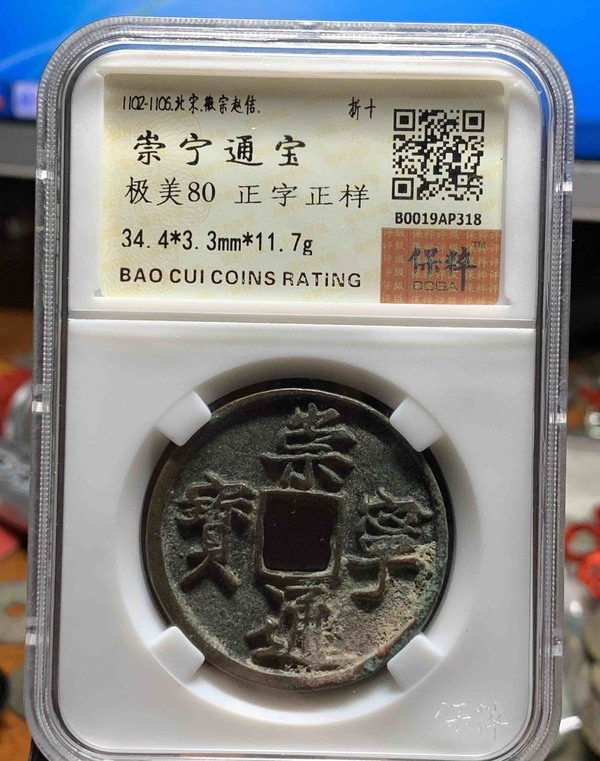 1102-1106.北宋.徽宗赵佶. 折十
崇宁通宝
极美80 正字正样
B0019AP318
34.4*3.3mm*11.7g
保粹™
BAO CUI COINS RATING
崇
寶 寧
通
保粹